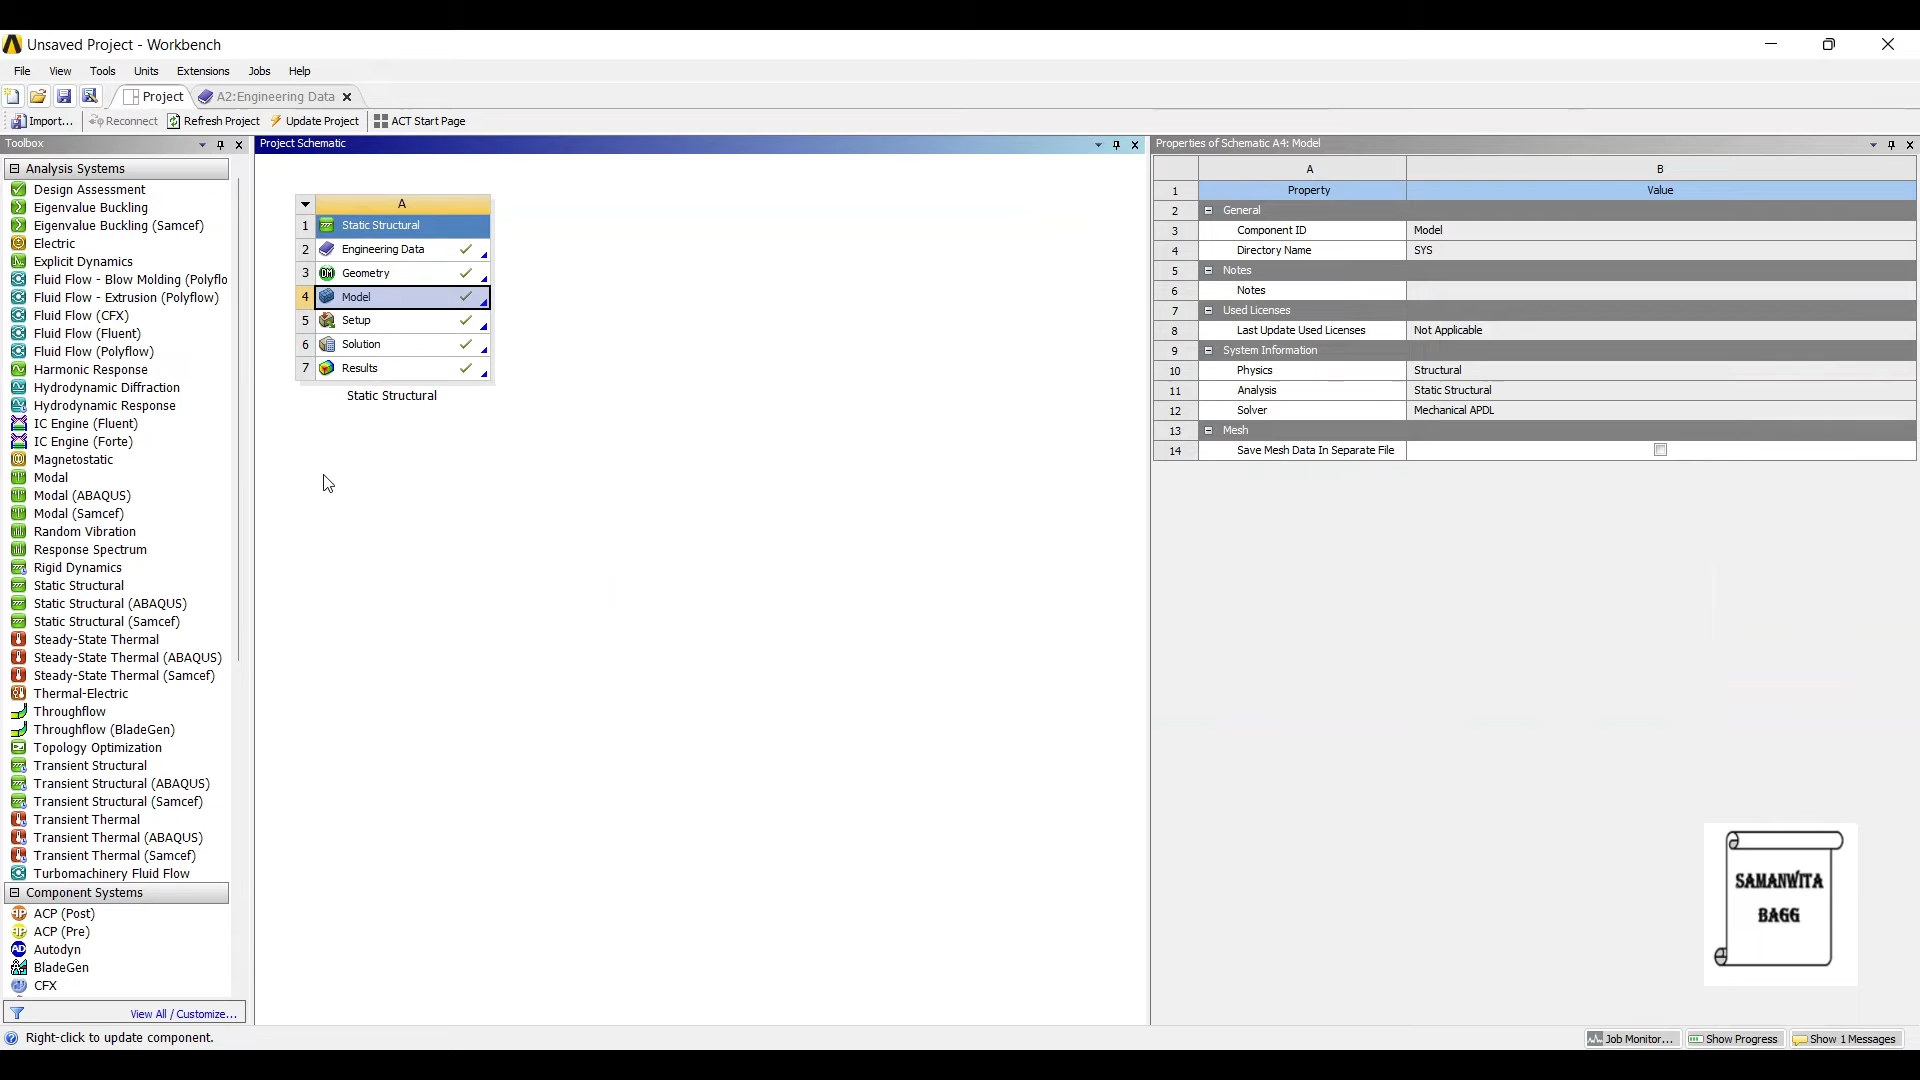 Unsaved Project - Workbench
File View Tools Units Extensions Jobs Help
Project A2:Engineering Data
Import... Reconnect Refresh Project Update Project ACT Start Page
Toolbox
Analysis Systems
Design Assessment
Eigenvalue Buckling
Eigenvalue Buckling (Samcef)
Electric
Explicit Dynamics
Fluid Flow - Blow Molding (Polyflo
Fluid Flow - Extrusion (Polyflow)
Fluid Flow (CFX)
Fluid Flow (Fluent)
Fluid Flow (Polyflow)
Harmonic Response
Hydrodynamic Diffraction
Hydrodynamic Response
IC Engine (Fluent)
IC Engine (Forte)
Magnetostatic
Modal
Modal (ABAQUS)
Modal (Samcef)
Random Vibration
Response Spectrum
Rigid Dynamics
Static Structural
Static Structural (ABAQUS)
Static Structural (Samcef)
Steady-State Thermal
Steady-State Thermal (ABAQUS)
Steady-State Thermal (Samcef)
Thermal-Electric
Throughflow
Throughflow (BladeGen)
Topology Optimization
Transient Structural
Transient Structural (ABAQUS)
Transient Structural (Samcef)
Transient Thermal
Transient Thermal (ABAQUS)
Transient Thermal (Samcef)
Turbomachinery Fluid Flow
Component Systems
ACP (Post)
ACP (Pre)
Autodyn
BladeGen
CFX
View All / Customize...
Project Schematic
A
1 Static Structural
2 Engineering Data
3 DM Geometry
4 Model
5 Setup
6 Solution
7 Results
Static Structural
Properties of Schematic A4: Model
A B
1 Property Value
2 General
3 Component ID Model
4 Directory Name SYS
5 Notes
6 Notes
7 Used Licenses
8 Last Update Used Licenses Not Applicable
9 System Information
10 Physics Structural
11 Analysis Static Structural
12 Solver Mechanical APDL
13 Mesh
14 Save Mesh Data In Separate File
SAMANWITA
BAGG
Right-click to update component.
Job Monitor... Show Progress Show 1 Messages